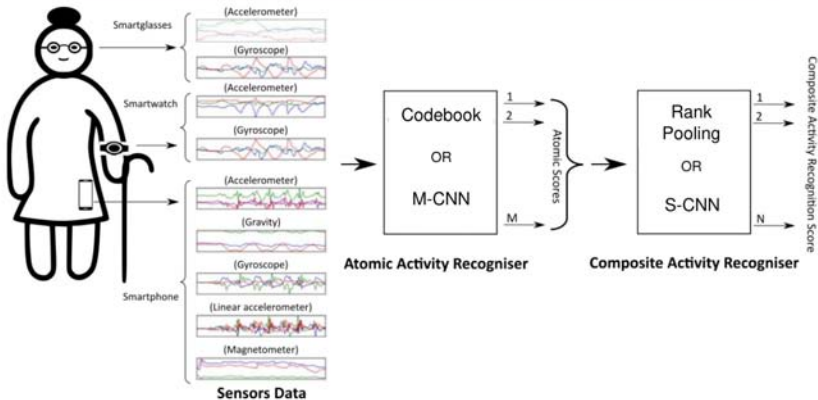 Smartglasses
(Accelerometer)
(Gyroscope)
Smartwatch
(Accelerometer)
(Gyroscope)
Smartphone
(Accelerometer)
(Gravity)
(Gyroscope)
(Linear accelerometer)
(Magnetometer)
Sensors Data
Codebook
OR
M-CNN
Atomic Activity Recogniser
1
2
M
Atomic Scores
Rank
Pooling
OR
S-CNN
Composite Activity Recogniser
1
2
N
Composite Activity Recognition Score